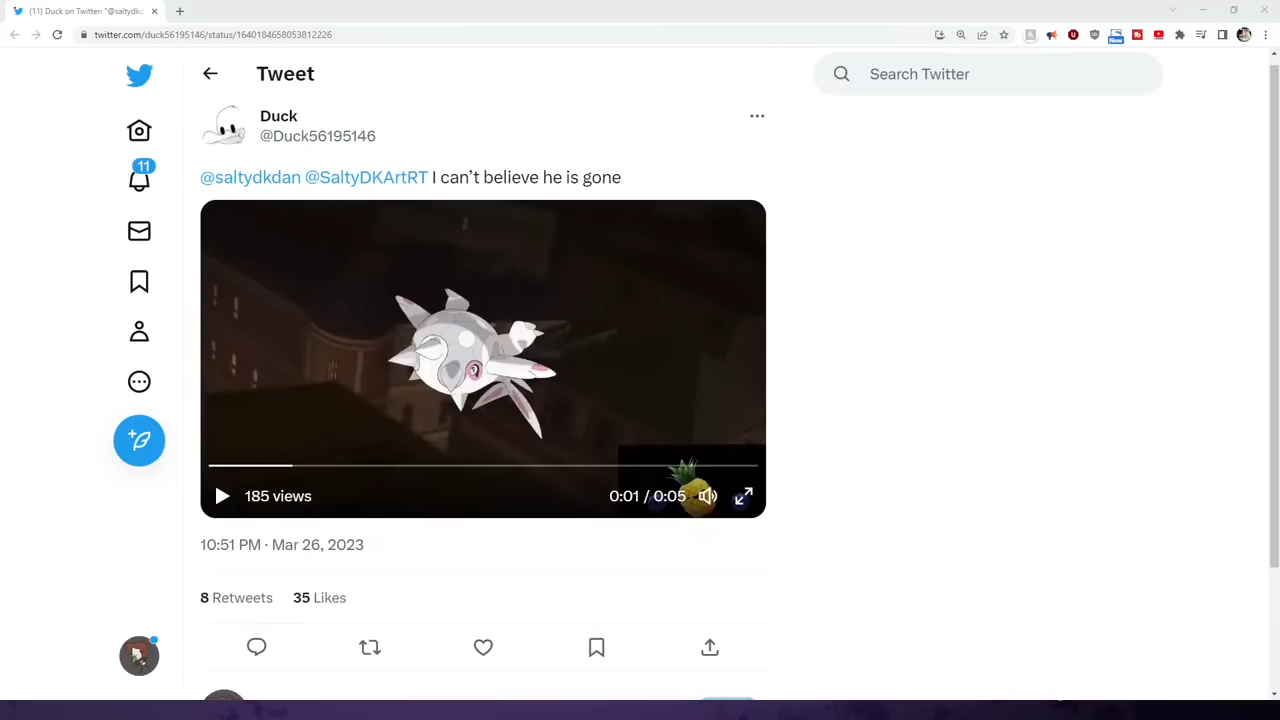 (11) Duck on Twitter: "@saltydko
twitter.com/duck56195146/status/1640184658053812226
New
Tweet
Search Twitter
Duck
@Duck56195146
11
@saltydkdan @SaltyDKArtRT I can’t believe he is gone
185 views
0:01 / 0:05
10:51 PM · Mar 26, 2023
8 Retweets 35 Likes